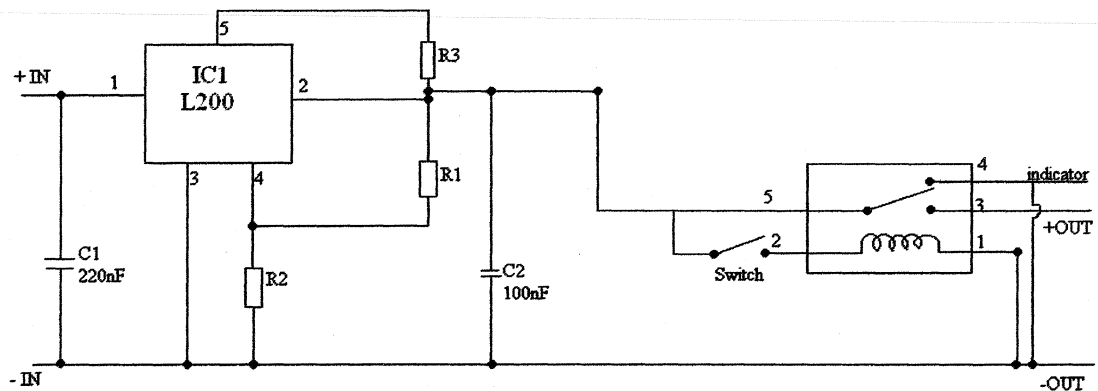 5
R3
+ IN
1
IC1
L200
2
3
4
R1
4
indicator
5
3
+OUT
2
1
Switch
C1
220nF
R2
C2
100nF
- IN
-OUT